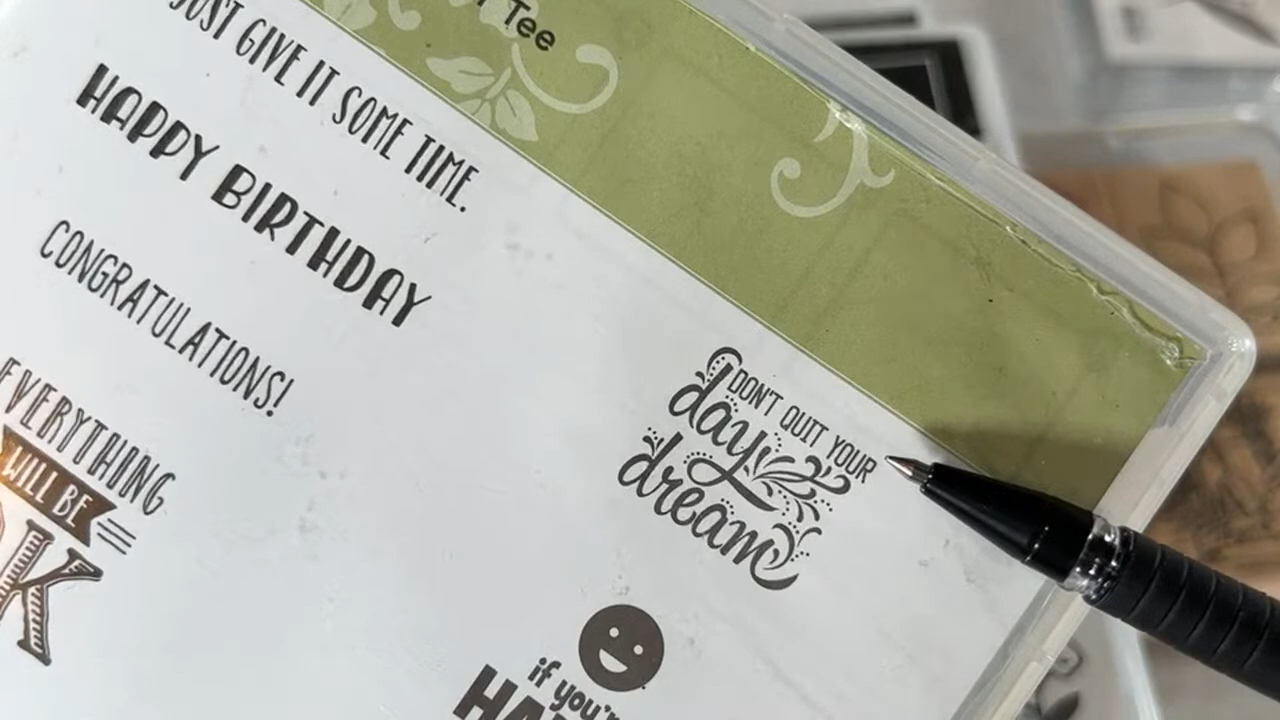 Tee
JUST GIVE IT SOME TIME.
HAPPY BIRTHDAY
CONGRATULATIONS!
EVERYTHING
WILL BE
DON'T QUIT YOUR
day
dream
if you'r